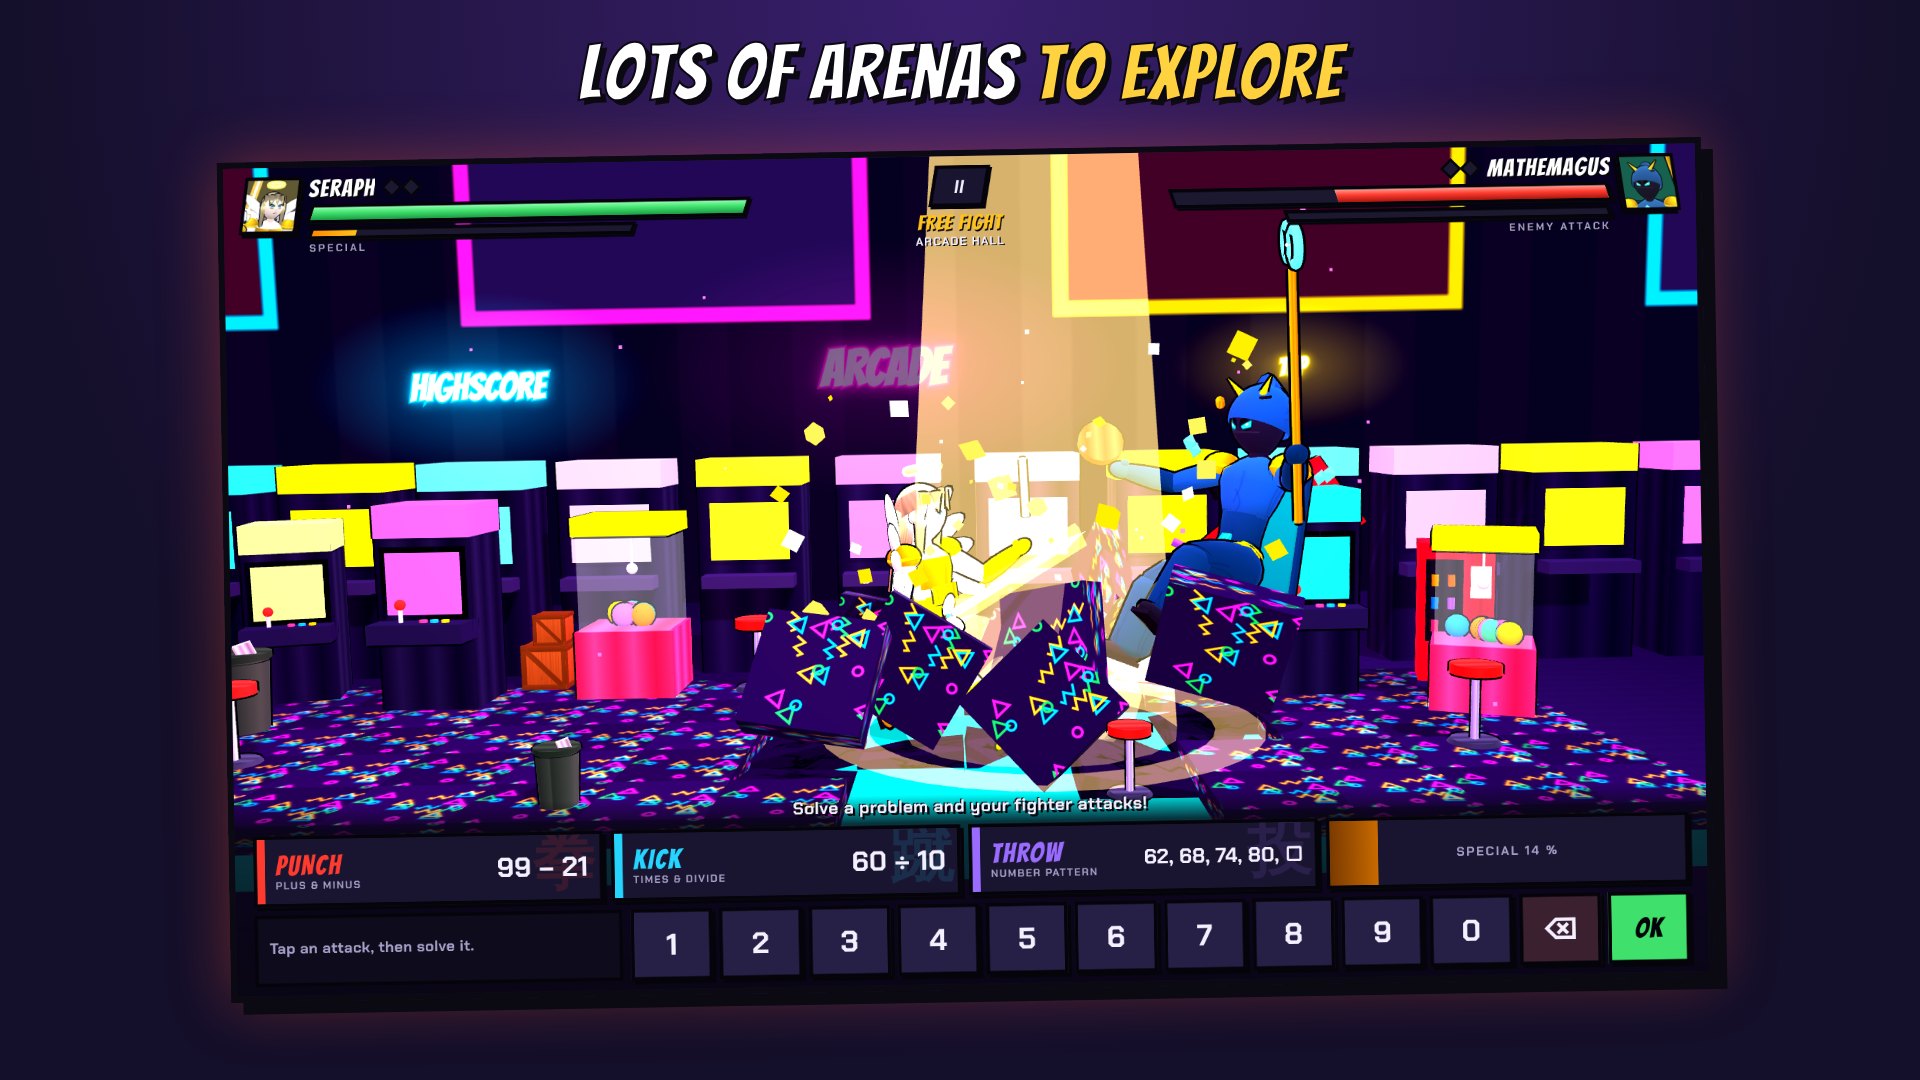 LOTS OF ARENAS TO EXPLORE
SERAPH
SPECIAL
II
FREE FIGHT
ARCADE HALL
MATHEMAGUS
ENEMY ATTACK
HIGHSCORE
ARCADE
Solve a problem and your fighter attacks!
PUNCH
PLUS & MINUS
拳
99 – 21
KICK
TIMES & DIVIDE
蹴
60 ÷ 10
THROW
NUMBER PATTERN
投
62, 68, 74, 80, □
SPECIAL 14 %
Tap an attack, then solve it.
1 2 3 4 5 6 7 8 9 0
OK